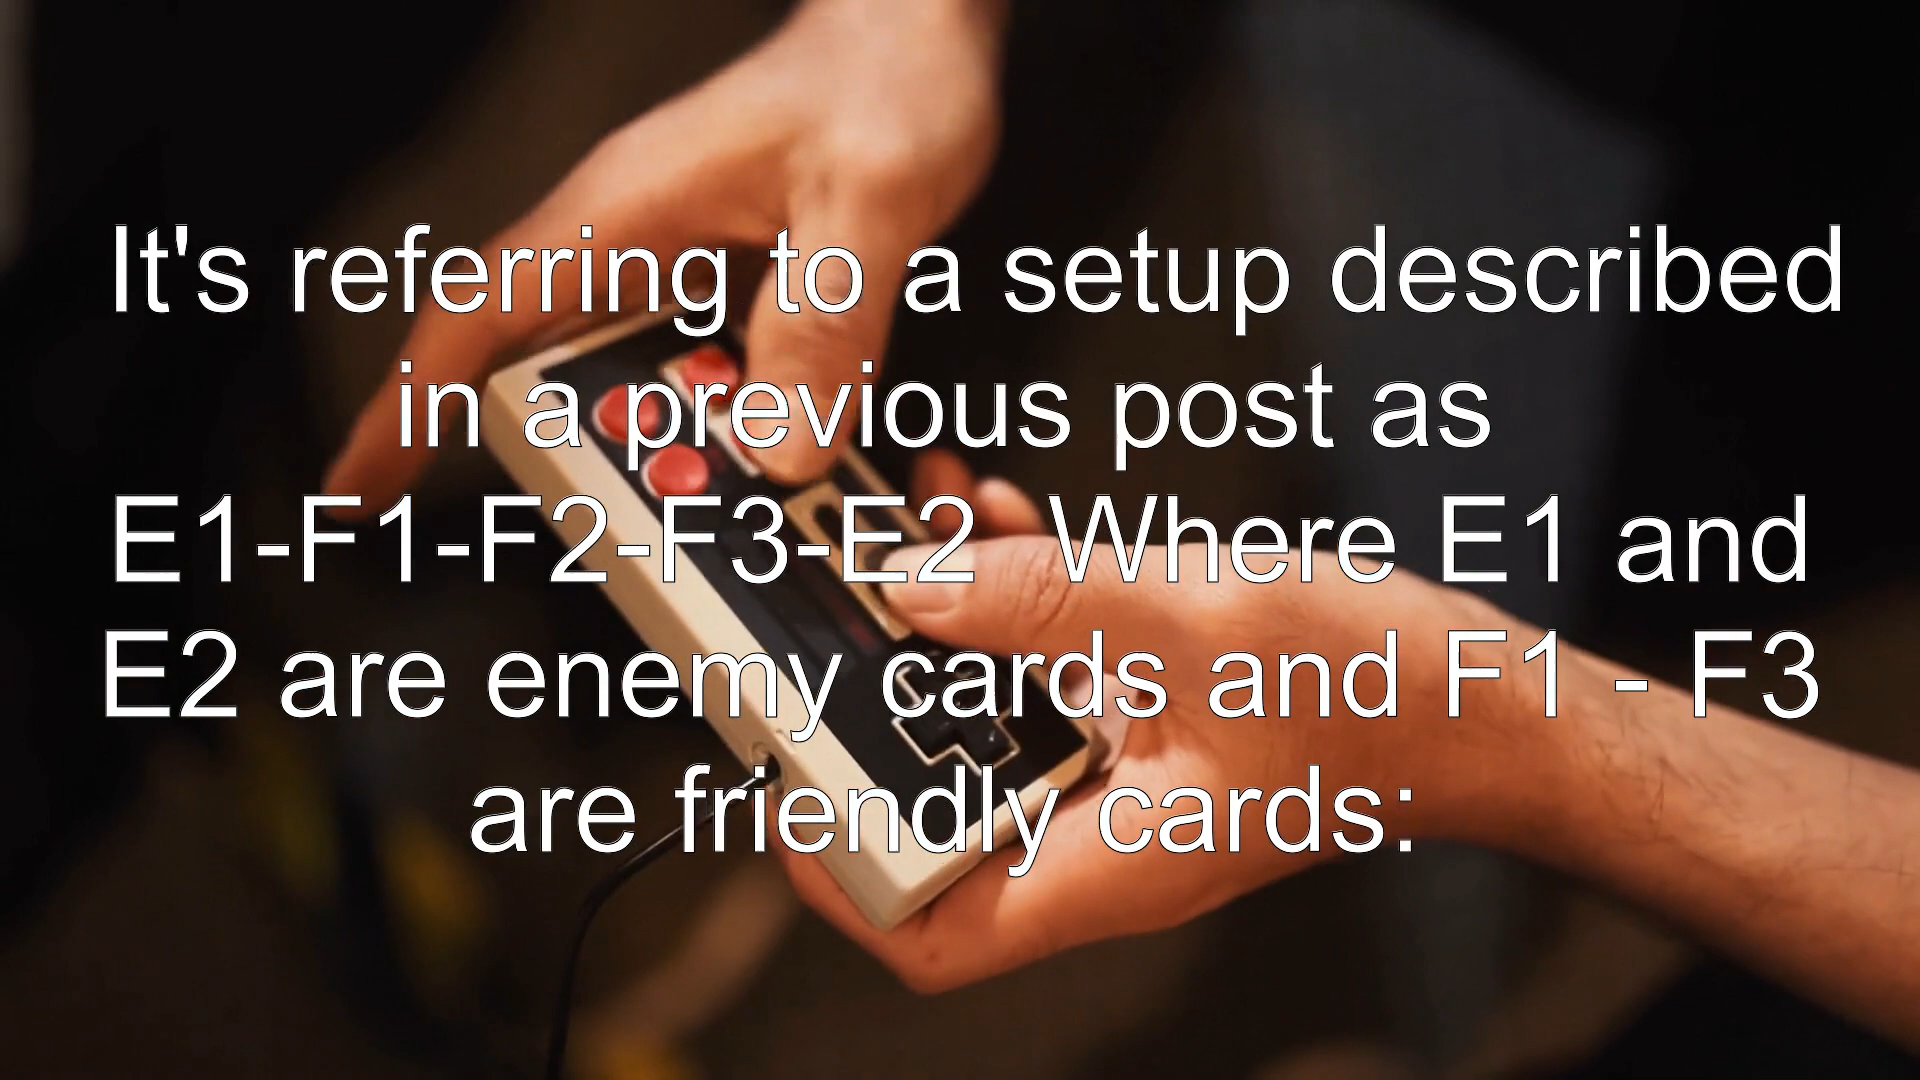 It's referring to a setup described
in a previous post as
E1-F1-F2-F3-E2  Where E1 and
E2 are enemy cards and F1 - F3
are friendly cards: